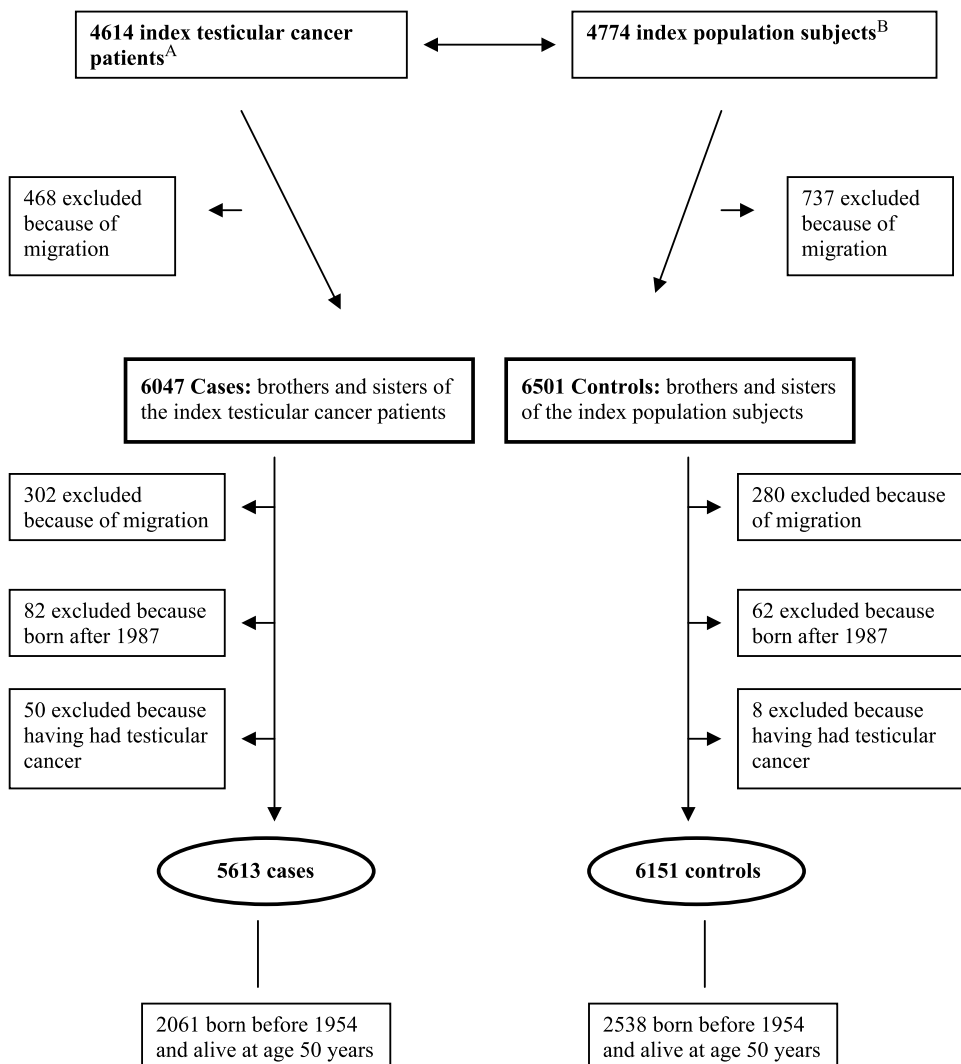 4614 index testicular cancer
patientsA
4774 index population subjectsB
468 excluded
because of
migration
737 excluded
because of
migration
6047 Cases: brothers and sisters of
the index testicular cancer patients
6501 Controls: brothers and sisters
of the index population subjects
302 excluded
because of migration
280 excluded because
of migration
82 excluded because
born after 1987
62 excluded because
born after 1987
50 excluded because
having had testicular
cancer
8 excluded because
having had testicular
cancer
5613 cases
6151 controls
2061 born before 1954
and alive at age 50 years
2538 born before 1954
and alive at age 50 years